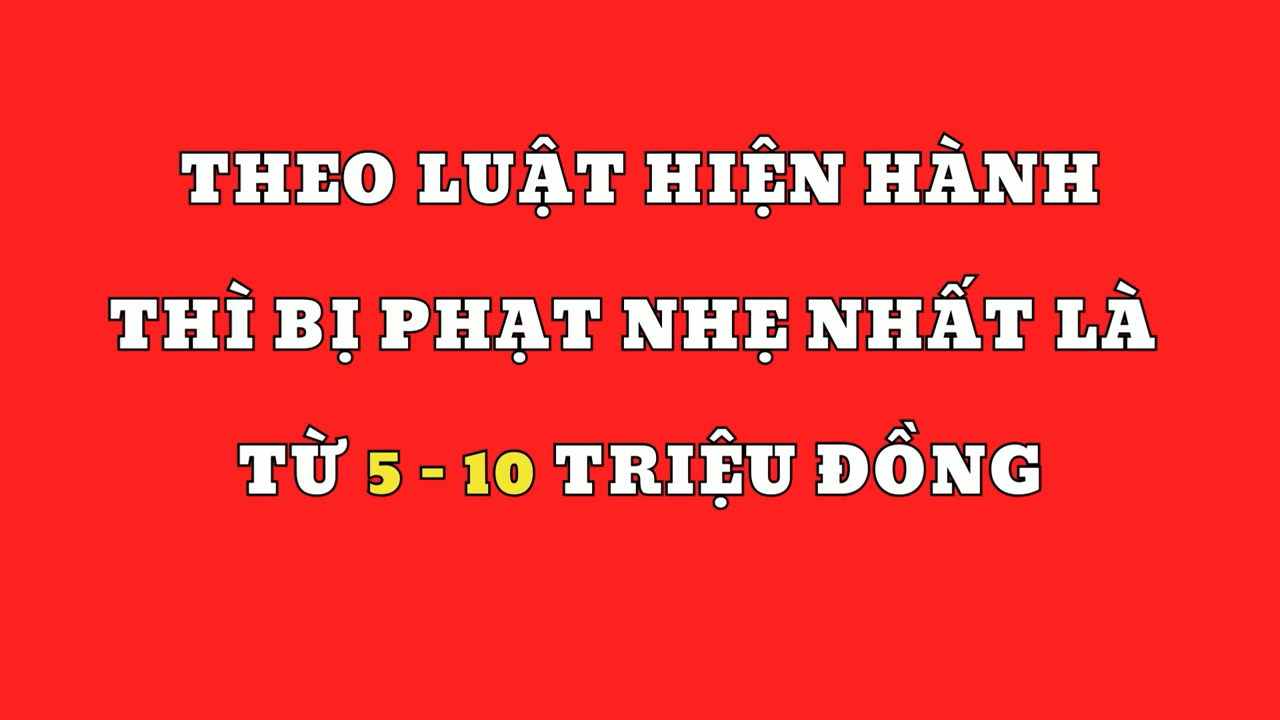 THEO LUẬT HIỆN HÀNH
THÌ BỊ PHẠT NHẸ NHẤT LÀ
TỪ 5 - 10 TRIỆU ĐỒNG